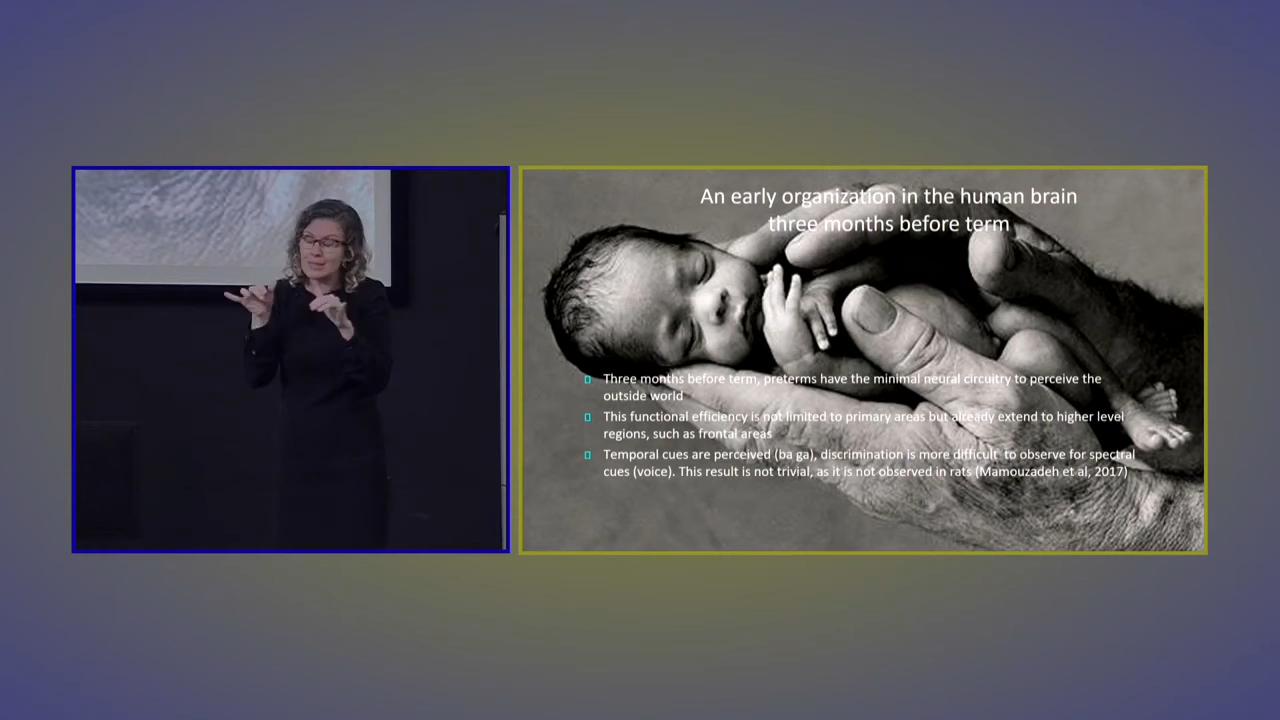 An early organization in the human brain
three months before term
Three months before term, preterms have the minimal neural circuitry to perceive the
outside world
This functional efficiency is not limited to primary areas but already extend to higher level
regions, such as frontal areas
Temporal cues are perceived (ba ga), discrimination is more difficult to observe for spectral
cues (voice). This result is not trivial, as it is not observed in rats (Mamouzadeh et al, 2017)